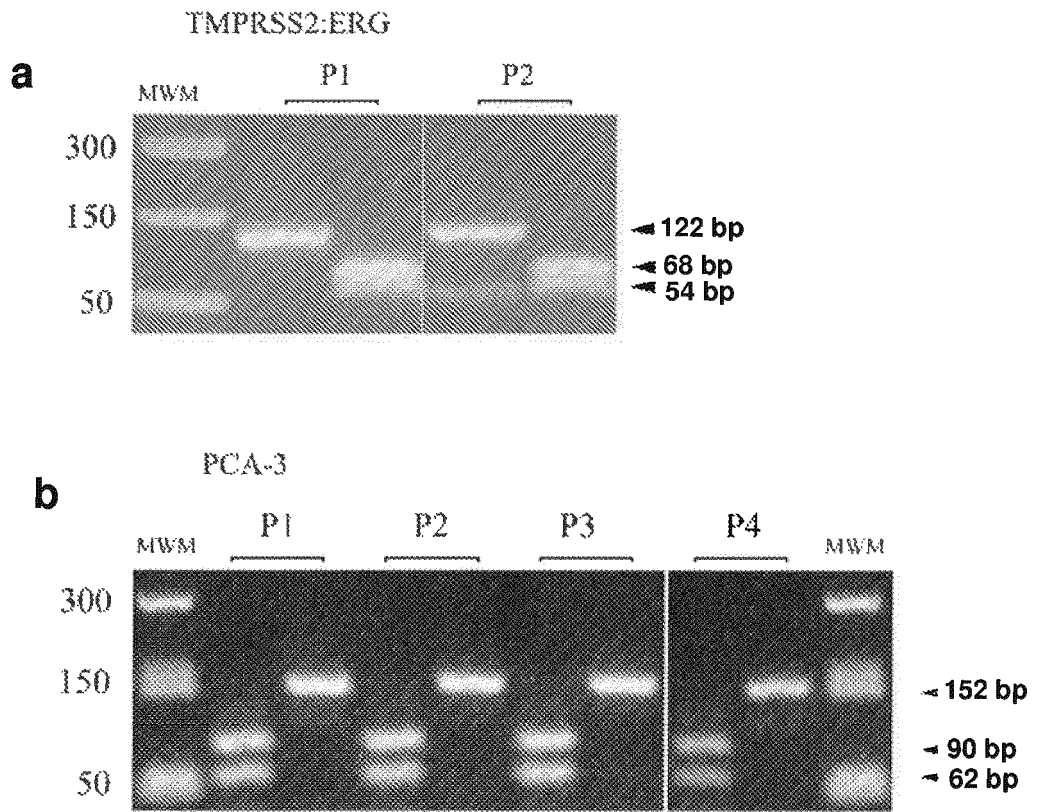 TMPRSS2:ERG
a
MWM P1 P2
300
150
50
122 bp
68 bp
54 bp
PCA-3
b
MWM P1 P2 P3 P4 MWM
300
150
50
152 bp
90 bp
62 bp